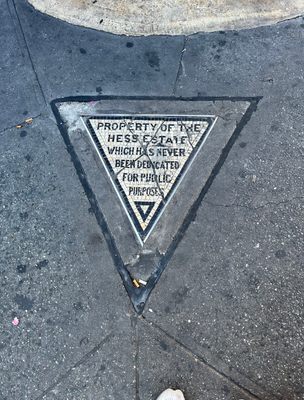 PROPERTY OF THE
HESS ESTATE
WHICH HAS NEVER
BEEN DEDICATED
FOR PUBLIC
PURPOSES